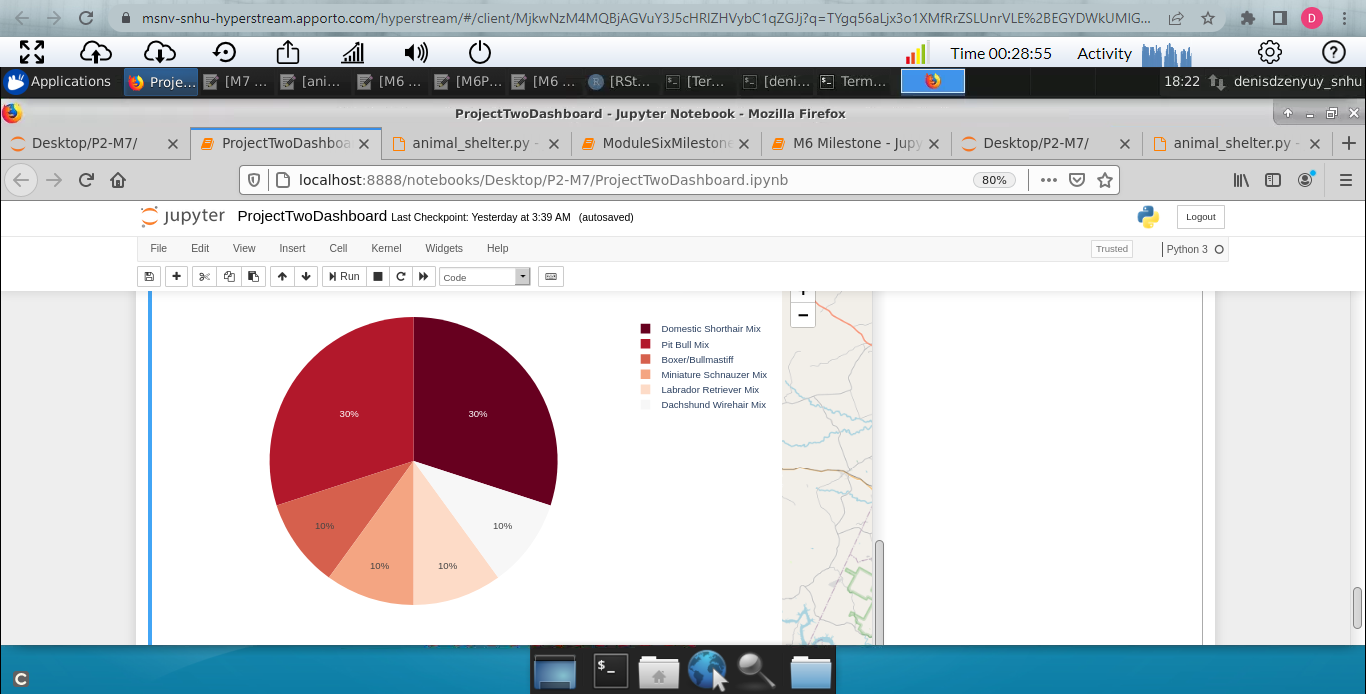 msnv-snhu-hyperstream.apporto.com/hyperstream/#/client/MjkwNzM4MQBjAGVuY3J5cHRlZHVybC1qZGJj?q=TYgq56aLjx3o1XMfRrZSLUnrVLE%2BEGYDWkUMlG...
D
Time 00:28:55 Activity
Applications Proje... [M7 ... [ani... [M6 ... [M6P... [M6 ... [RSt... [Ter... [deni... Term... 18:22 denisdzenyuy_snhu
ProjectTwoDashboard - Jupyter Notebook - Mozilla Firefox
Desktop/P2-M7/ ProjectTwoDashboa animal_shelter.py - ModuleSixMilestone M6 Milestone - Jupy Desktop/P2-M7/ animal_shelter.py -
localhost:8888/notebooks/Desktop/P2-M7/ProjectTwoDashboard.ipynb 80%
jupyter ProjectTwoDashboard Last Checkpoint: Yesterday at 3:39 AM (autosaved) Logout
File Edit View Insert Cell Kernel Widgets Help Trusted Python 3
Run Code
Domestic Shorthair Mix
Pit Bull Mix
Boxer/Bullmastiff
Miniature Schnauzer Mix
Labrador Retriever Mix
Dachshund Wirehair Mix
30% 30%
10% 10%
10% 10%
C